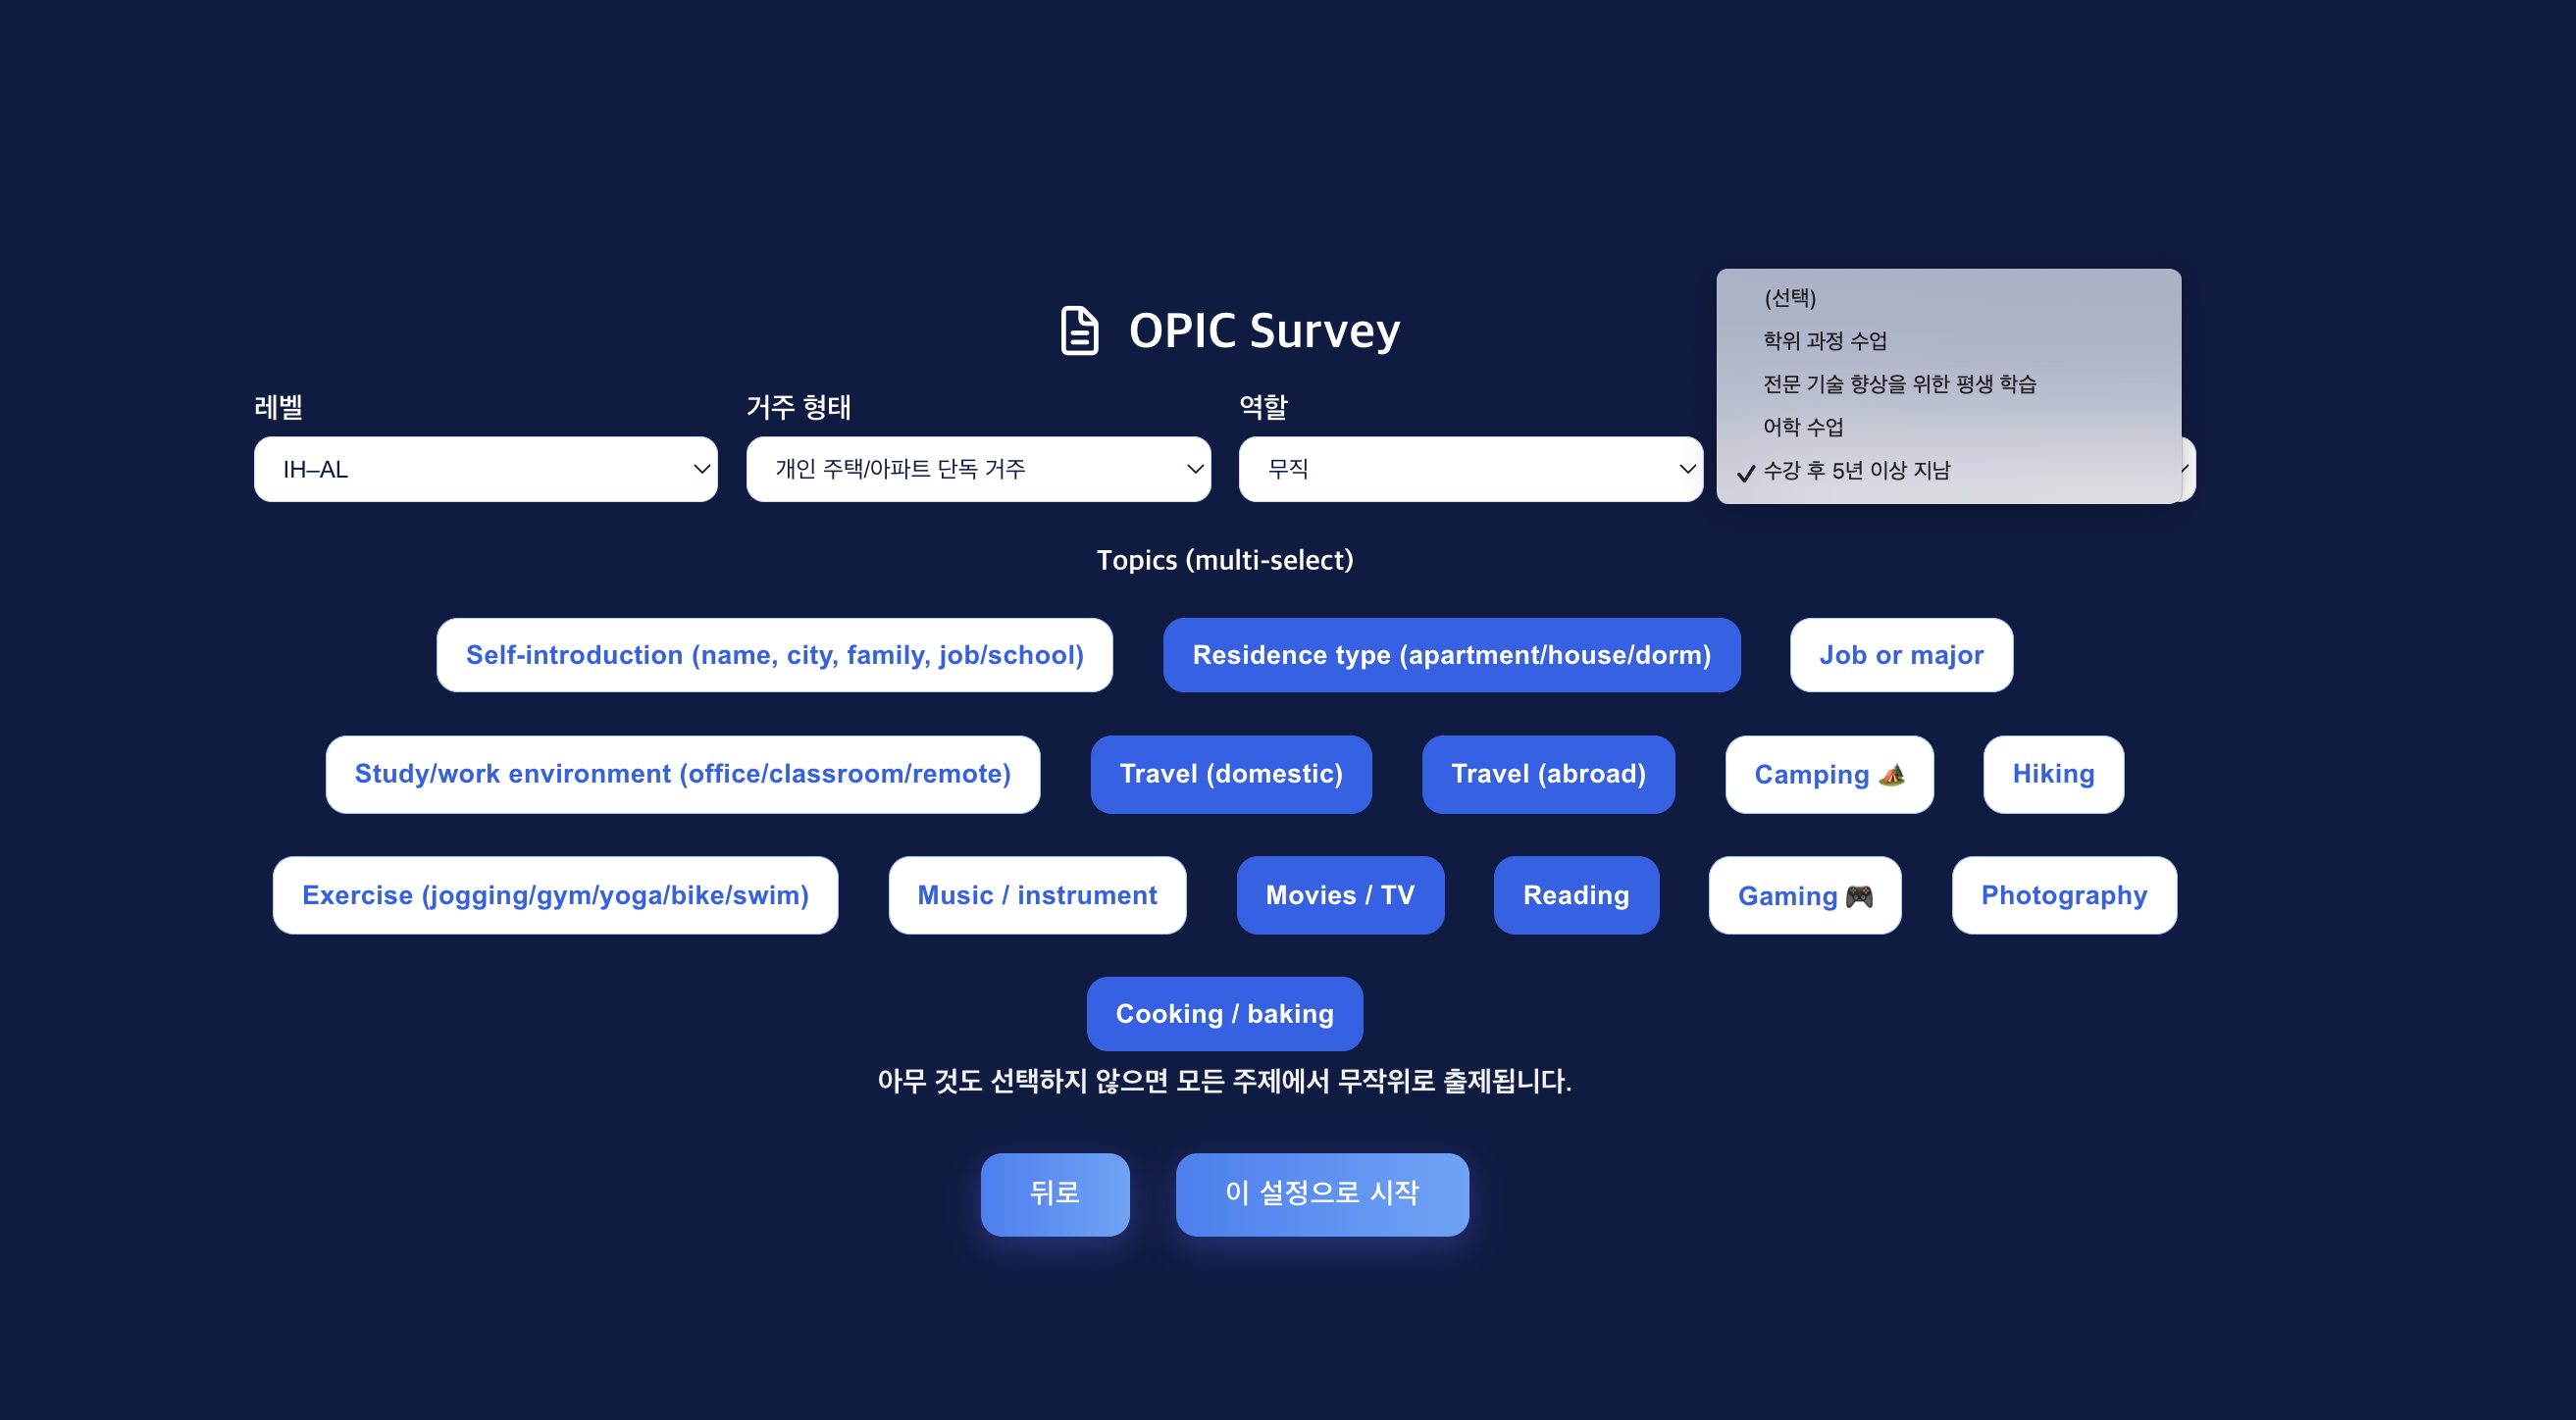 OPIC Survey
(선택)
학위 과정 수업
전문 기술 향상을 위한 평생 학습
어학 수업
수강 후 5년 이상 지남
레벨
거주 형태
역할
IH–AL
개인 주택/아파트 단독 거주
무직
Topics (multi-select)
Self-introduction (name, city, family, job/school)
Residence type (apartment/house/dorm)
Job or major
Study/work environment (office/classroom/remote)
Travel (domestic)
Travel (abroad)
Camping 🏕️
Hiking
Exercise (jogging/gym/yoga/bike/swim)
Music / instrument
Movies / TV
Reading
Gaming 🎮
Photography
Cooking / baking
아무 것도 선택하지 않으면 모든 주제에서 무작위로 출제됩니다.
뒤로
이 설정으로 시작